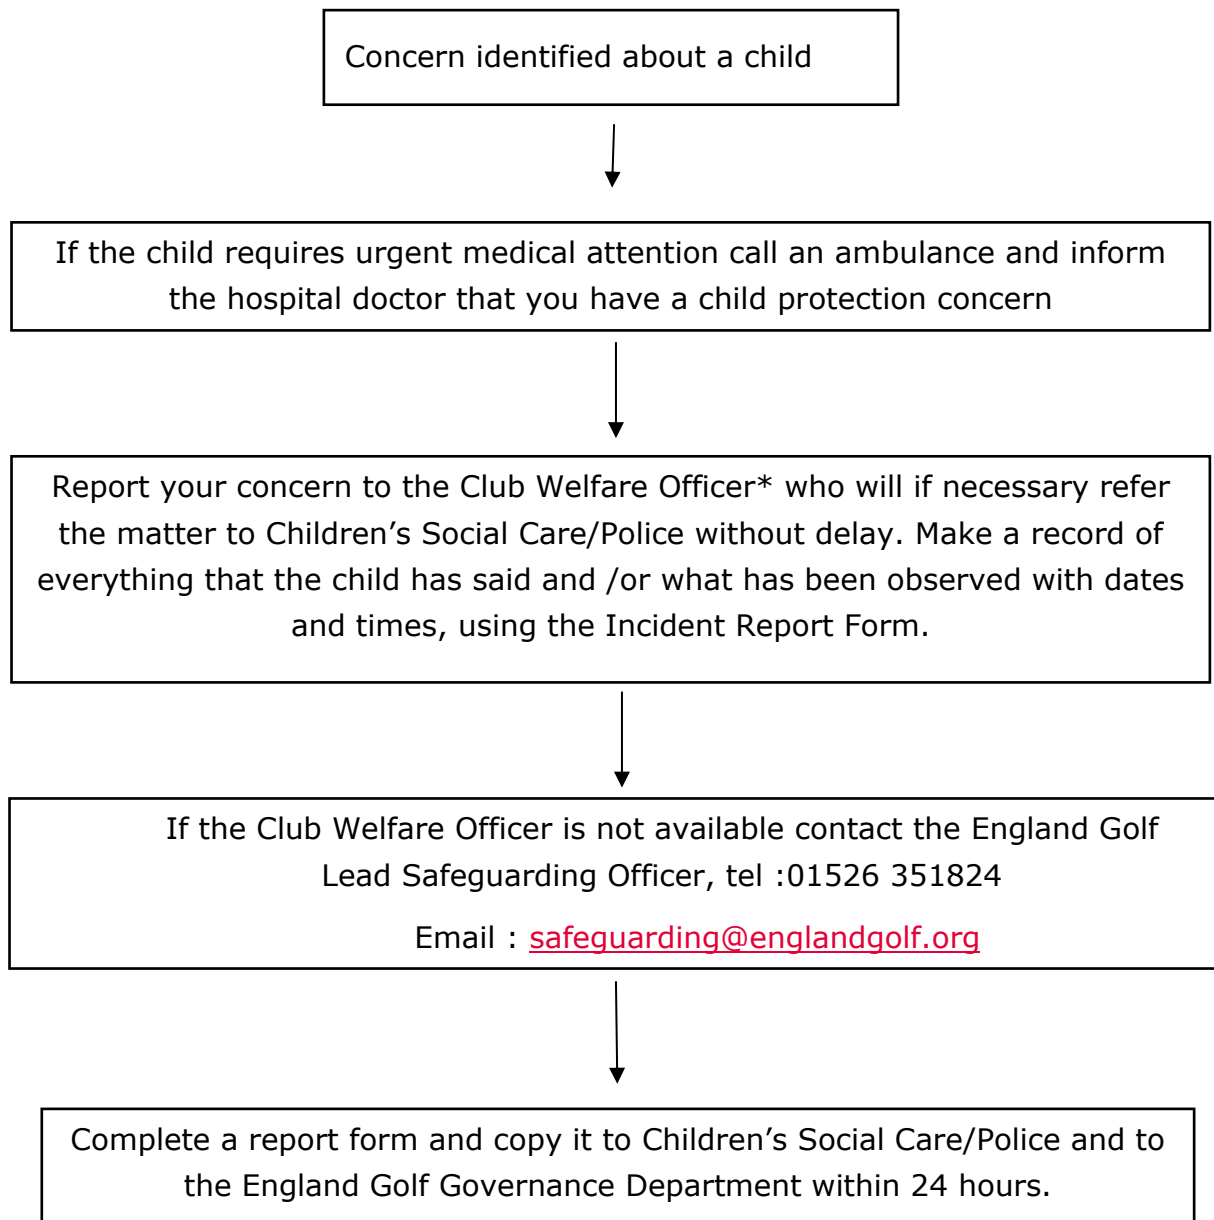 Concern identified about a child
If the child requires urgent medical attention call an ambulance and inform
the hospital doctor that you have a child protection concern
Report your concern to the Club Welfare Officer* who will if necessary refer
the matter to Children’s Social Care/Police without delay. Make a record of
everything that the child has said and /or what has been observed with dates
and times, using the Incident Report Form.
If the Club Welfare Officer is not available contact the England Golf
Lead Safeguarding Officer, tel :01526 351824
Email : safeguarding@englandgolf.org
Complete a report form and copy it to Children’s Social Care/Police and to
the England Golf Governance Department within 24 hours.